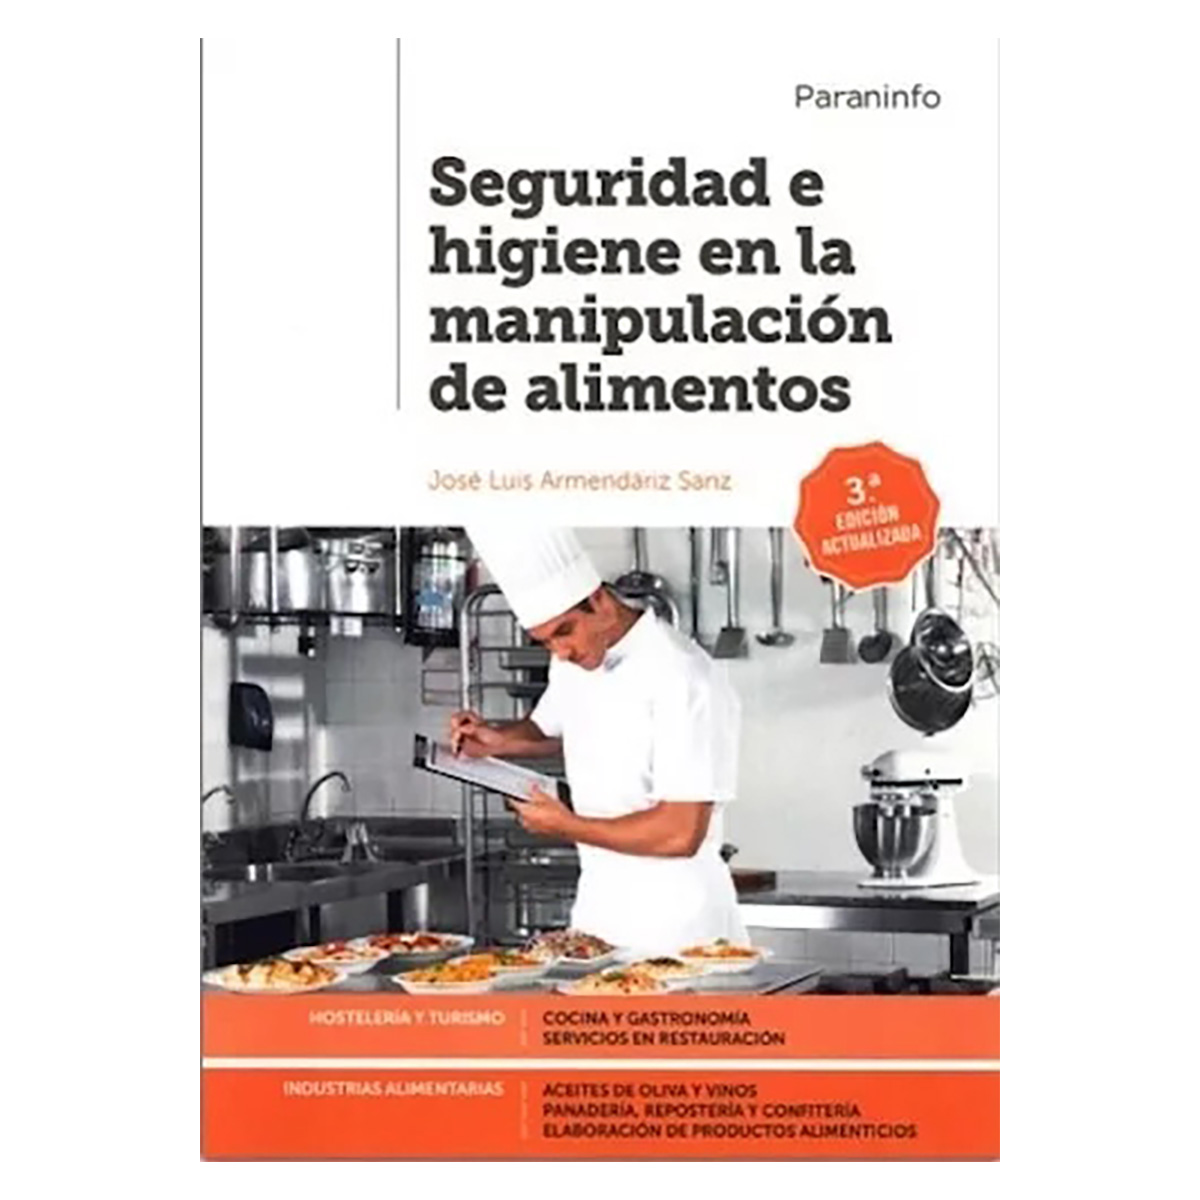 Paraninfo
Seguridad e
higiene en la
manipulación
de alimentos
José Luis Armendáriz Sanz
3.ª
EDICIÓN
ACTUALIZADA
HOSTELERÍA Y TURISMO
COCINA Y GASTRONOMÍA
SERVICIOS EN RESTAURACIÓN
INDUSTRIAS ALIMENTARIAS
ACEITES DE OLIVA Y VINOS
PANADERÍA, REPOSTERÍA Y CONFITERÍA
ELABORACIÓN DE PRODUCTOS ALIMENTICIOS